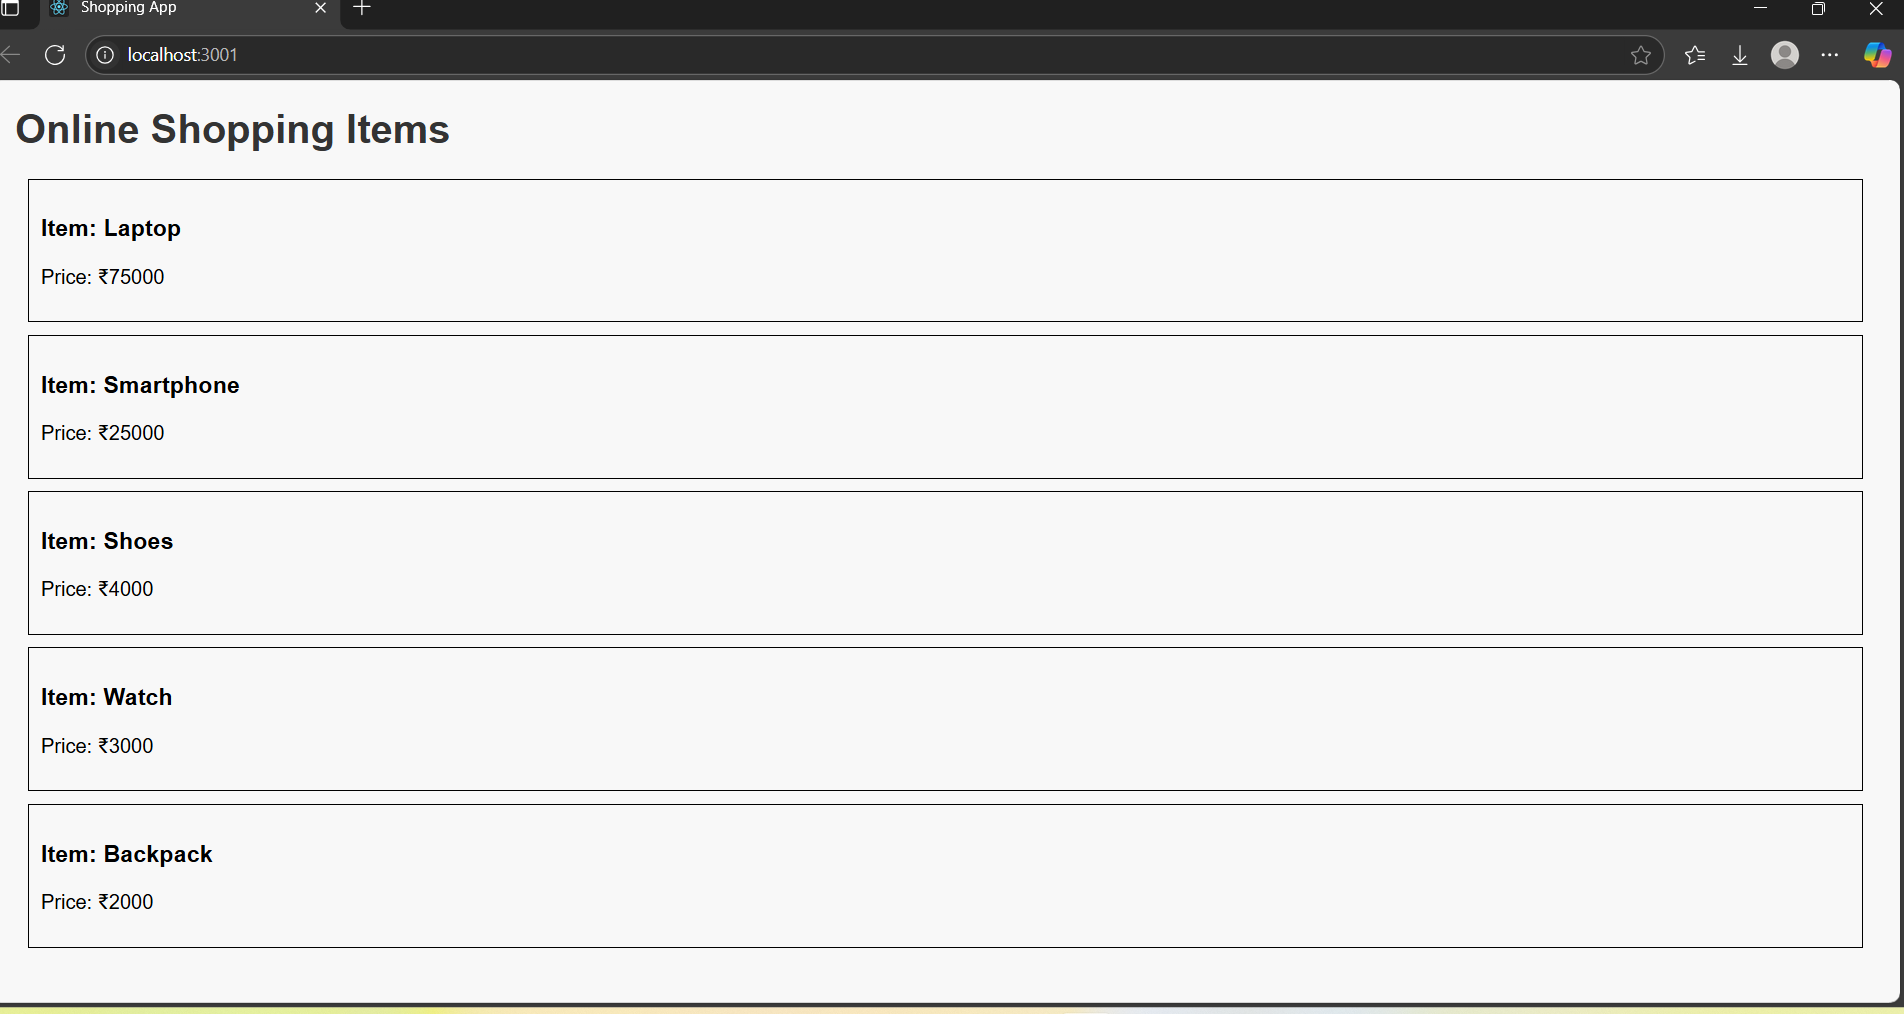 Shopping App
localhost:3001
Online Shopping Items
Item: Laptop
Price: ₹75000
Item: Smartphone
Price: ₹25000
Item: Shoes
Price: ₹4000
Item: Watch
Price: ₹3000
Item: Backpack
Price: ₹2000